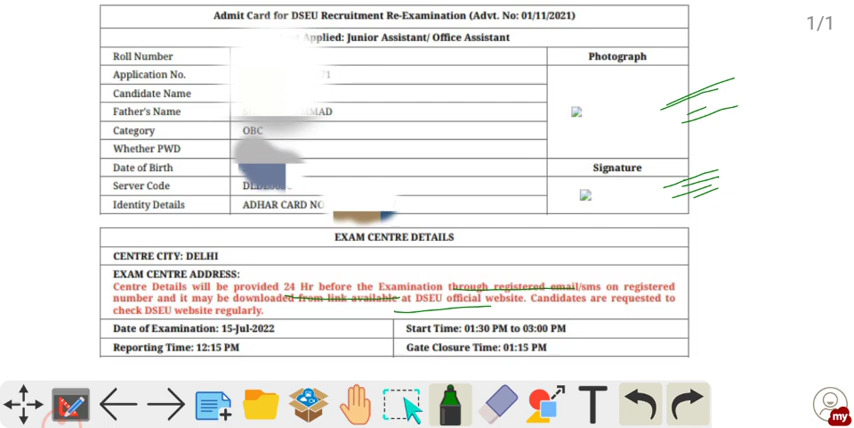 1/1
Admit Card for DSEU Recruitment Re-Examination (Advt. No: 01/11/2021)
Applied: Junior Assistant/ Office Assistant
Roll Number
Photograph
Application No. 71
Candidate Name
Father's Name
Category OBC
Whether PWD
Date of Birth
Signature
Server Code
Identity Details ADHAR CARD NO
EXAM CENTRE DETAILS
CENTRE CITY: DELHI
EXAM CENTRE ADDRESS:
Centre Details will be provided 24 Hr before the Examination through registered email/sms on registered
number and it may be downloaded from link available at DSEU official website. Candidates are requested to
check DSEU website regularly.
Date of Examination: 15-Jul-2022 Start Time: 01:30 PM to 03:00 PM
Reporting Time: 12:15 PM Gate Closure Time: 01:15 PM
T
my